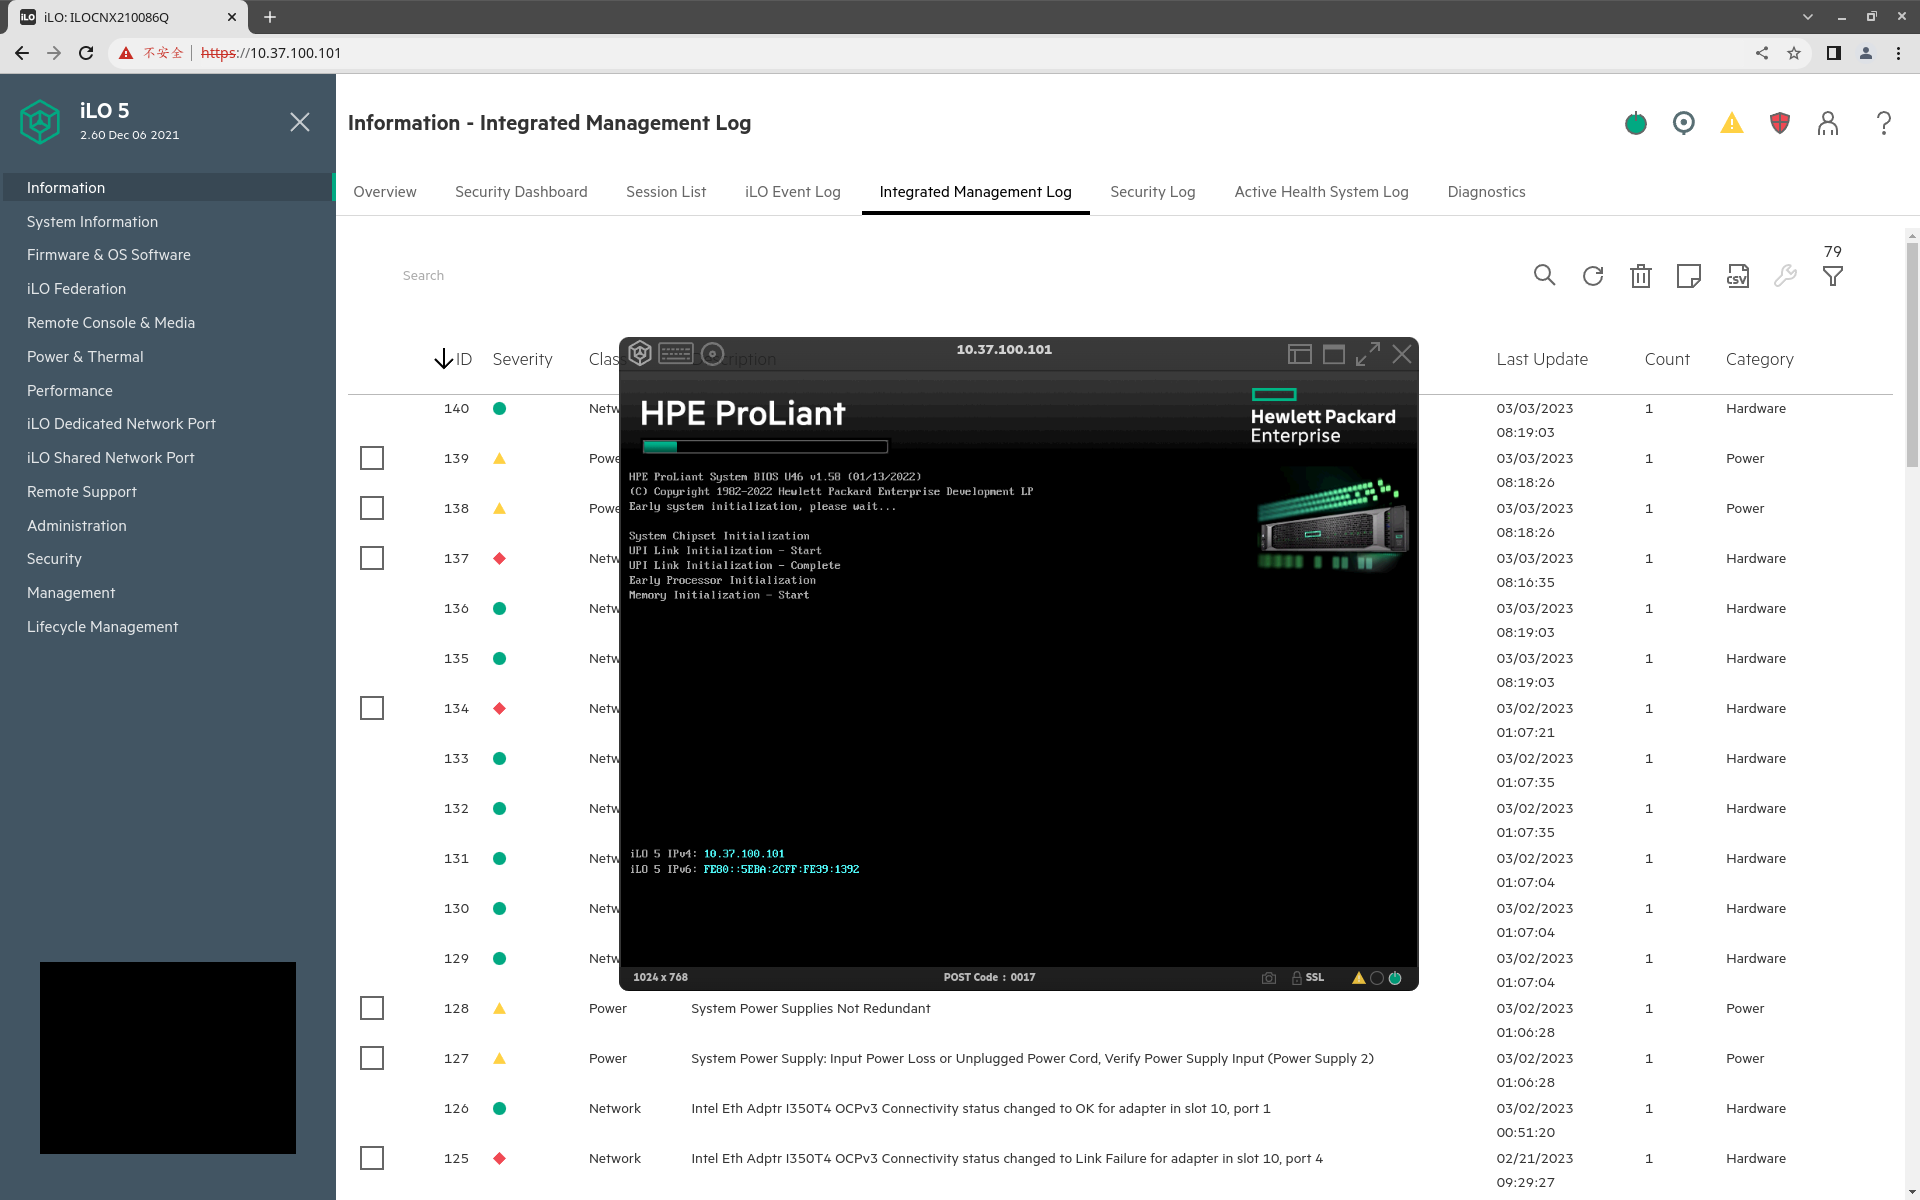 iLO: ILOCNX210086Q
不安全
https://10.37.100.101
iLO 5
2.60 Dec 06 2021
Information
System Information
Firmware & OS Software
iLO Federation
Remote Console & Media
Power & Thermal
Performance
iLO Dedicated Network Port
iLO Shared Network Port
Remote Support
Administration
Security
Management
Lifecycle Management
Information - Integrated Management Log
Overview Security Dashboard Session List iLO Event Log Integrated Management Log Security Log Active Health System Log Diagnostics
Search
CSV
79
ID Severity Class Description Last Update Count Category
140 Netw 03/03/2023 08:19:03 1 Hardware
139 Powe 03/03/2023 08:18:26 1 Power
138 Powe 03/03/2023 08:18:26 1 Power
137 Netw 03/03/2023 08:16:35 1 Hardware
136 Netw 03/03/2023 08:19:03 1 Hardware
135 Netw 03/03/2023 08:19:03 1 Hardware
134 Netw 03/02/2023 01:07:21 1 Hardware
133 Netw 03/02/2023 01:07:35 1 Hardware
132 Netw 03/02/2023 01:07:35 1 Hardware
131 Netw 03/02/2023 01:07:04 1 Hardware
130 Netw 03/02/2023 01:07:04 1 Hardware
129 Netw 03/02/2023 01:07:04 1 Hardware
128 Power System Power Supplies Not Redundant 03/02/2023 01:06:28 1 Power
127 Power System Power Supply: Input Power Loss or Unplugged Power Cord, Verify Power Supply Input (Power Supply 2) 03/02/2023 01:06:28 1 Power
126 Network Intel Eth Adptr I350T4 OCPv3 Connectivity status changed to OK for adapter in slot 10, port 1 03/02/2023 00:51:20 1 Hardware
125 Network Intel Eth Adptr I350T4 OCPv3 Connectivity status changed to Link Failure for adapter in slot 10, port 4 02/21/2023 09:29:27 1 Hardware
10.37.100.101
HPE ProLiant
Hewlett Packard
Enterprise
HPE ProLiant System BIOS U46 v1.58 (01/13/2022)
(C) Copyright 1982-2022 Hewlett Packard Enterprise Development LP
Early system initialization, please wait...
System Chipset Initialization
UPI Link Initialization - Start
UPI Link Initialization - Complete
Early Processor Initialization
Memory Initialization - Start
iLO 5 IPv4: 10.37.100.101
iLO 5 IPv6: FE80::5EBA:2CFF:FE39:1392
1024 x 768
POST Code : 0017
SSL